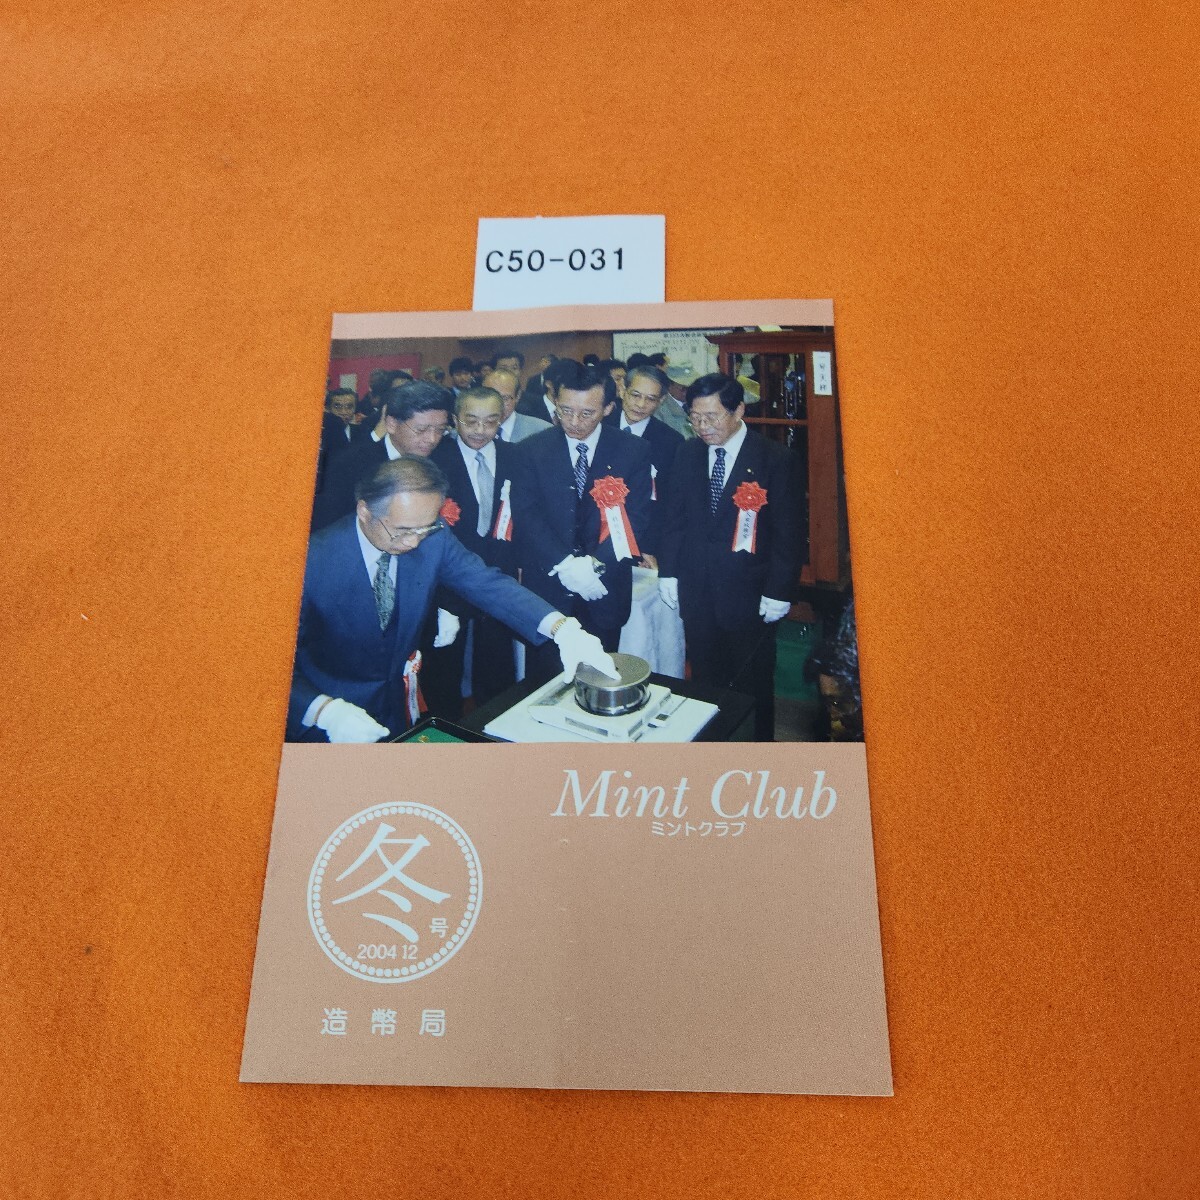 C50-031
Mint Club
ミントクラブ
冬号
2004 12
造幣局